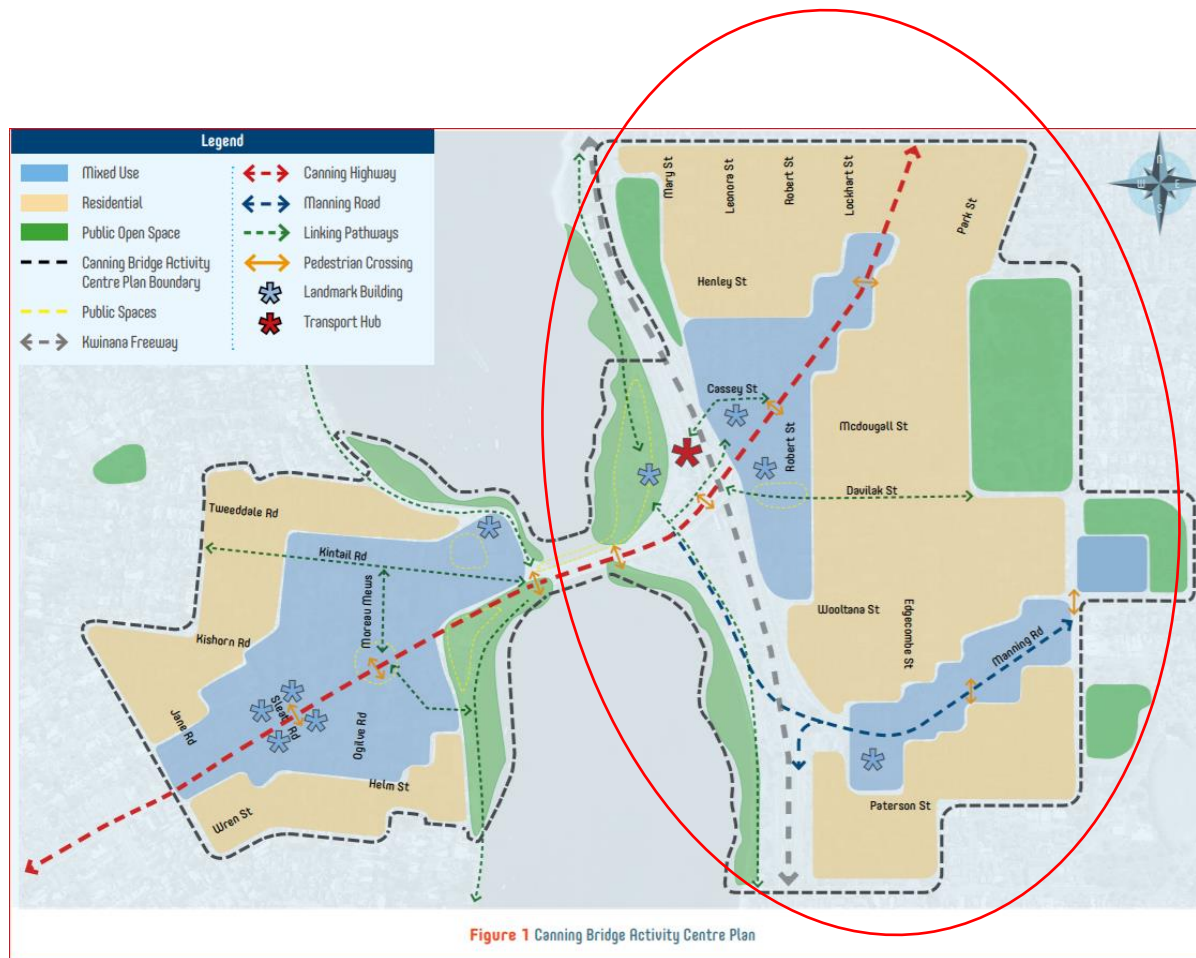 Legend
Mixed Use
Residential
Public Open Space
Canning Bridge Activity
Centre Plan Boundary
Public Spaces
Kwinana Freeway
Canning Highway
Manning Road
Linking Pathways
Pedestrian Crossing
Landmark Building
Transport Hub
N
W
E
S
Mary St
Leonora St
Robert St
Lockhart St
Park St
Henley St
Cassey St
Robert St
Mcdougall St
Davilak St
Tweeddale Rd
Kintail Rd
Moreau Mews
Kishorn Rd
Wooltana St
Edgecombe St
Manning Rd
Jane Rd
Ogilve Rd
Helm St
Wren St
Paterson St
Figure 1 Canning Bridge Activity Centre Plan